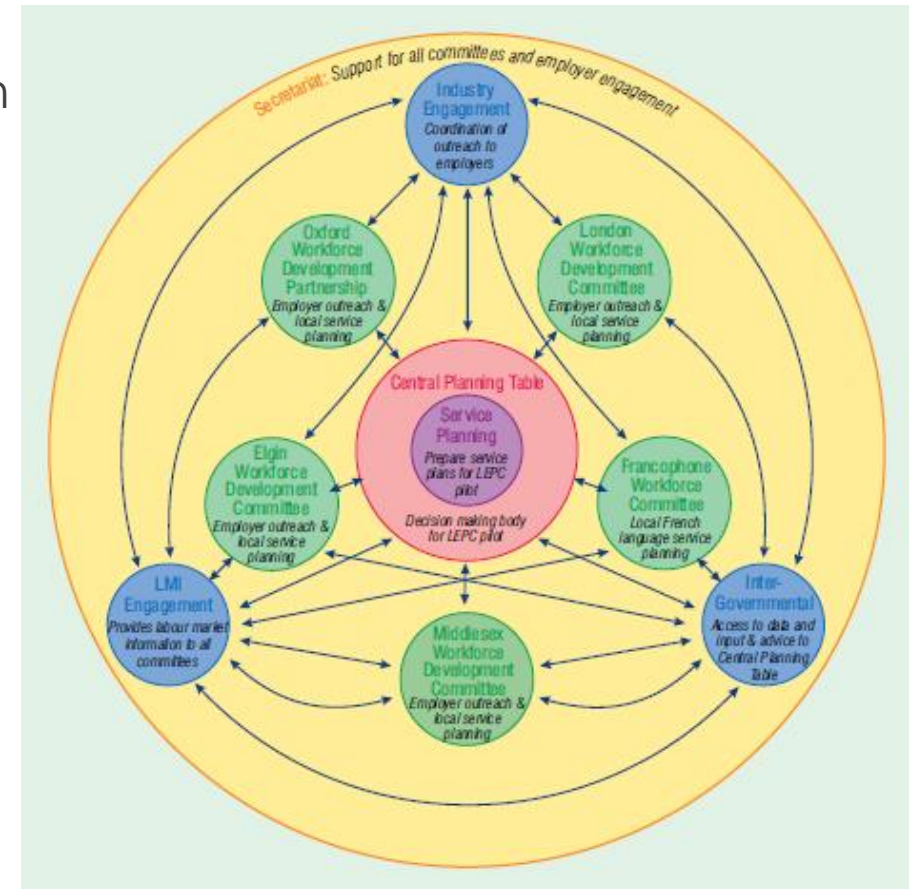 n
Secretariat: Support for all committees and employer engagement
Industry
Engagement
Coordination of
outreach to
employers
Oxford
Workforce
Development
Partnership
Employer outreach &
local service
planning
London
Workforce
Development
Committee
Employer outreach &
local service
planning
Central Planning Table
Service
Planning
Prepare service
plans for LEPC
pilot
Decision making body
for LEPC pilot
Elgin
Workforce
Development
Committee
Employer outreach &
local service
planning
Francophone
Workforce
Committee
Local French
language service
planning
LMI
Engagement
Provides labour market
information to all
committees
Inter-
Governmental
Access to data and
input & advice to
Central Planning
Table
Middlesex
Workforce
Development
Committee
Employer outreach &
local service
planning